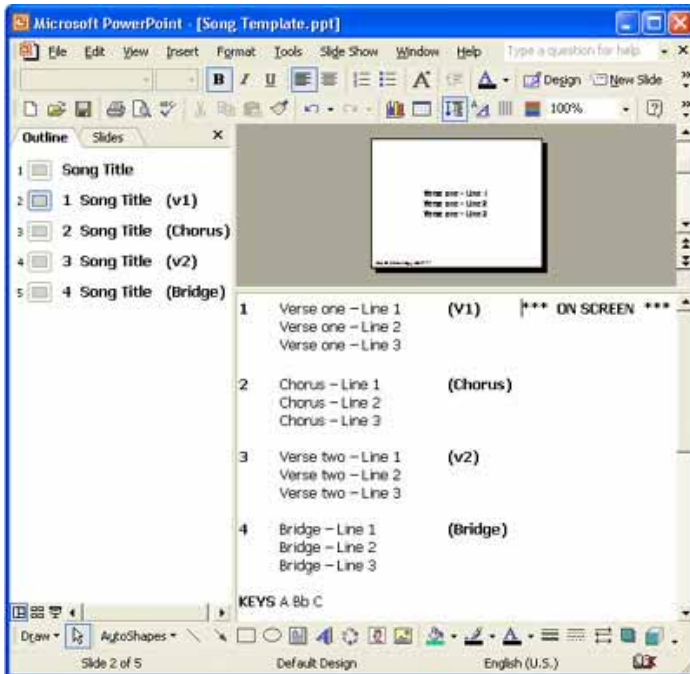 Microsoft PowerPoint - [Song Template.ppt]
File Edit View Insert Format Tools Slide Show Window Help Type a question for help
B I U A A Design New Slide
100%
Outline Slides
1 Song Title
2 1 Song Title (v1)
3 2 Song Title (Chorus)
4 3 Song Title (v2)
5 4 Song Title (Bridge)
Verse one - Line 1
Verse one - Line 2
Verse one - Line 3
1 Verse one – Line 1 (V1) *** ON SCREEN ***
Verse one – Line 2
Verse one – Line 3
2 Chorus – Line 1 (Chorus)
Chorus – Line 2
Chorus – Line 3
3 Verse two – Line 1 (v2)
Verse two – Line 2
Verse two – Line 3
4 Bridge – Line 1 (Bridge)
Bridge – Line 2
Bridge – Line 3
KEYS A Bb C
Draw AutoShapes
Slide 2 of 5 Default Design English (U.S.)